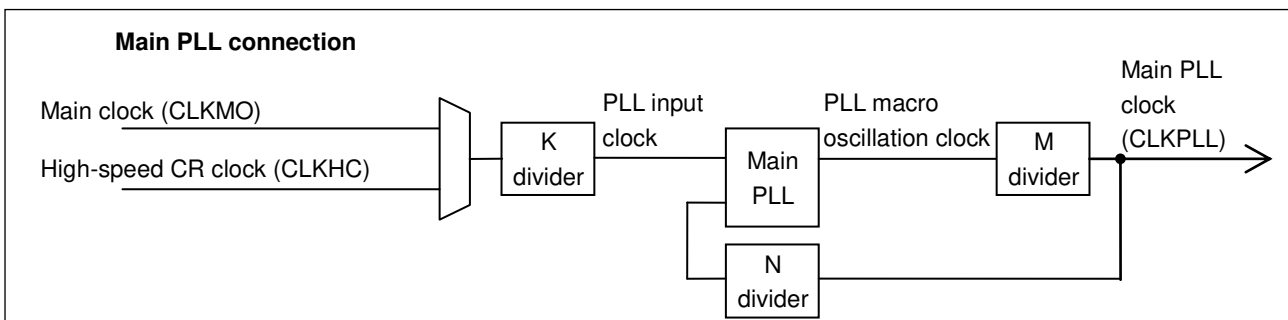 Main PLL connection
Main clock (CLKMO)
High-speed CR clock (CLKHC)
K
divider
PLL input
clock
Main
PLL
PLL macro
oscillation clock
M
divider
Main PLL
clock
(CLKPLL)
N
divider